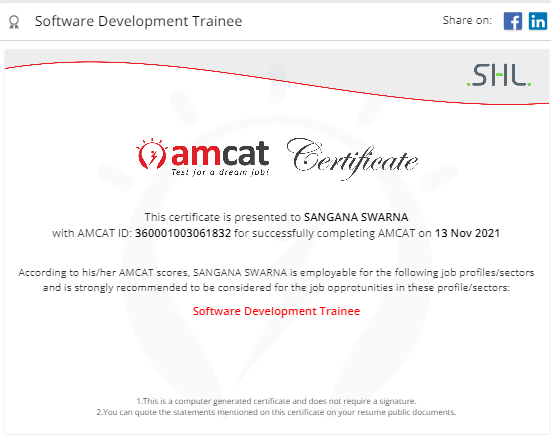 Software Development Trainee
Share on:
.SHL.
amcat
Test for a dream job!
Certificate
This certificate is presented to SANGANA SWARNA
with AMCAT ID: 360001003061832 for successfully completing AMCAT on 13 Nov 2021
According to his/her AMCAT scores, SANGANA SWARNA is employable for the following job profiles/sectors
and is strongly recommended to be considered for the job opprotunities in these profile/sectors:
Software Development Trainee
1.This is a computer generated certificate and does not require a signature.
2.You can quote the statements mentioned on this certificate on your resume public documents.